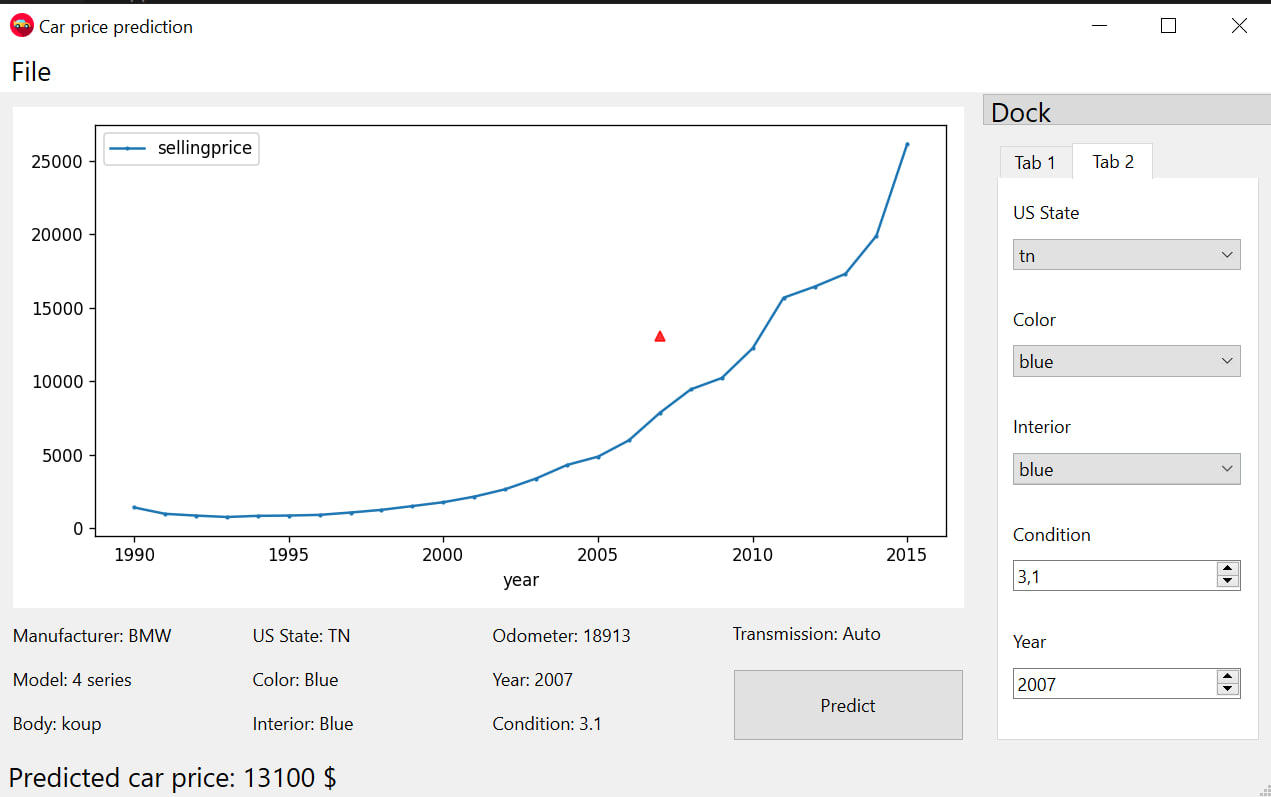 Car price prediction
File
Dock
sellingprice
25000
20000
15000
10000
5000
0
1990 1995 2000 2005 2010 2015
year
Tab 1 Tab 2
US State
tn
Color
blue
Interior
blue
Condition
3,1
Year
2007
Manufacturer: BMW US State: TN Odometer: 18913 Transmission: Auto
Model: 4 series Color: Blue Year: 2007
Predict
Body: koup Interior: Blue Condition: 3.1
Predicted car price: 13100 $